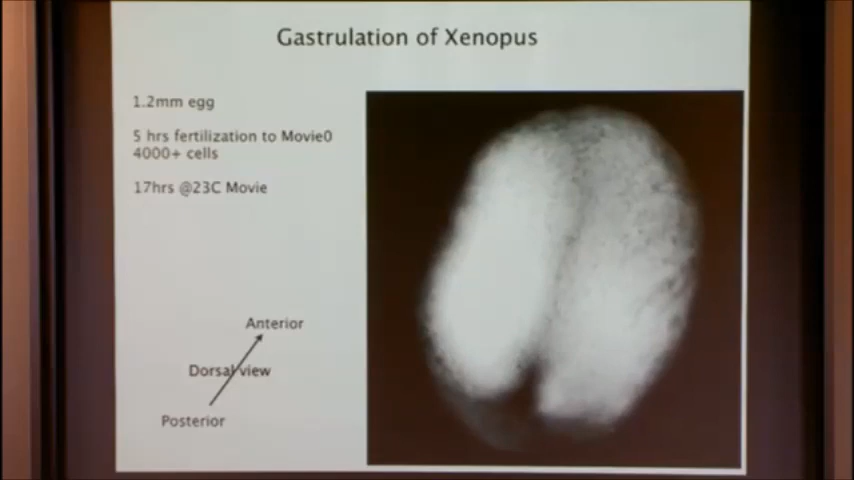 Gastrulation of Xenopus
1.2mm egg
5 hrs fertilization to Movie0
4000+ cells
17hrs @23C Movie
Anterior
Dorsal view
Posterior